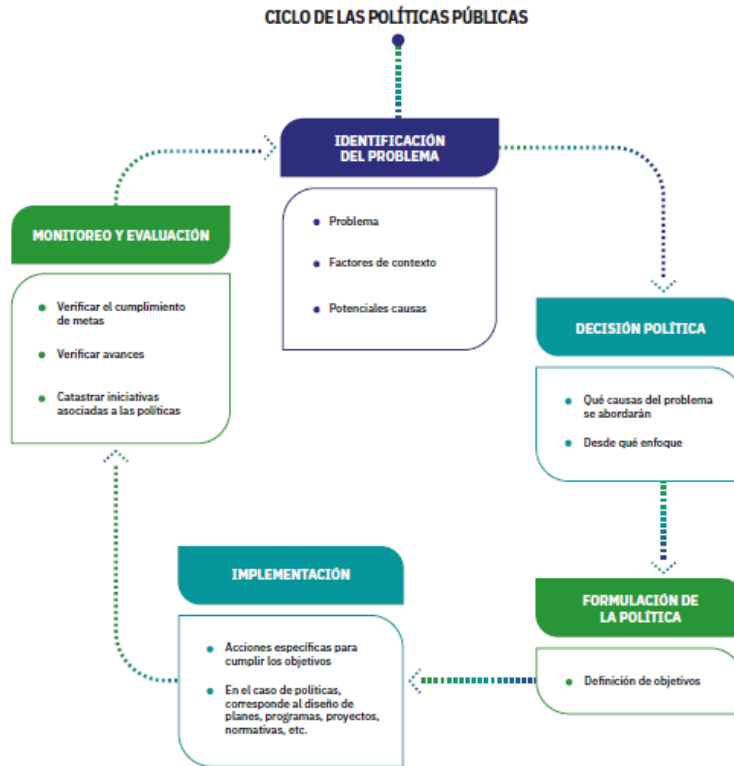 CICLO DE LAS POLÍTICAS PÚBLICAS
IDENTIFICACIÓN
DEL PROBLEMA
Problema
Factores de contexto
Potenciales causas
DECISIÓN POLÍTICA
Qué causas del problema
se abordarán
Desde qué enfoque
FORMULACIÓN DE
LA POLÍTICA
Definición de objetivos
IMPLEMENTACIÓN
Acciones específicas para
cumplir los objetivos
En el caso de políticas,
corresponde al diseño de
planes, programas, proyectos,
normativas, etc.
MONITOREO Y EVALUACIÓN
Verificar el cumplimiento
de metas
Verificar avances
Catastrar iniciativas
asociadas a las políticas